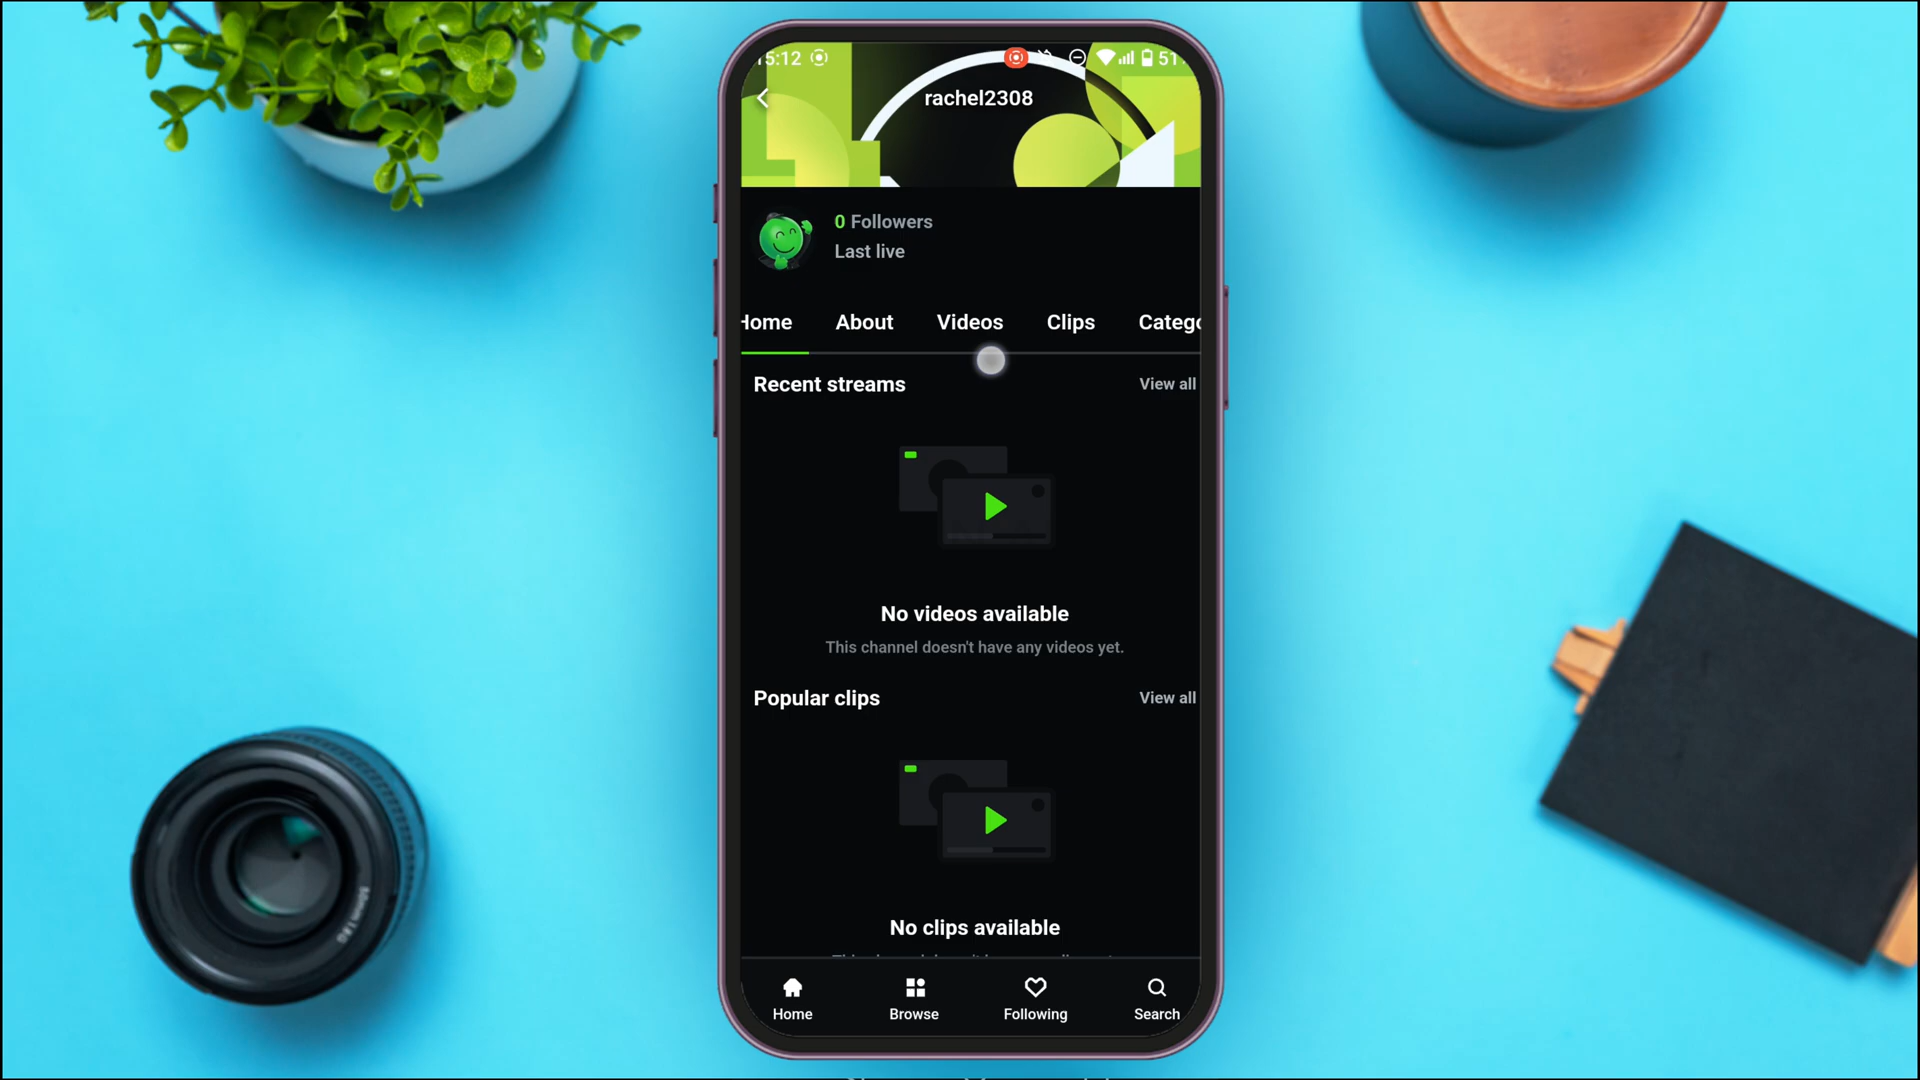 5:12 51
rachel2308
0 Followers
Last live
Home About Videos Clips Catego
Recent streams View all
No videos available
This channel doesn't have any videos yet.
Popular clips View all
No clips available
Home Browse Following Search